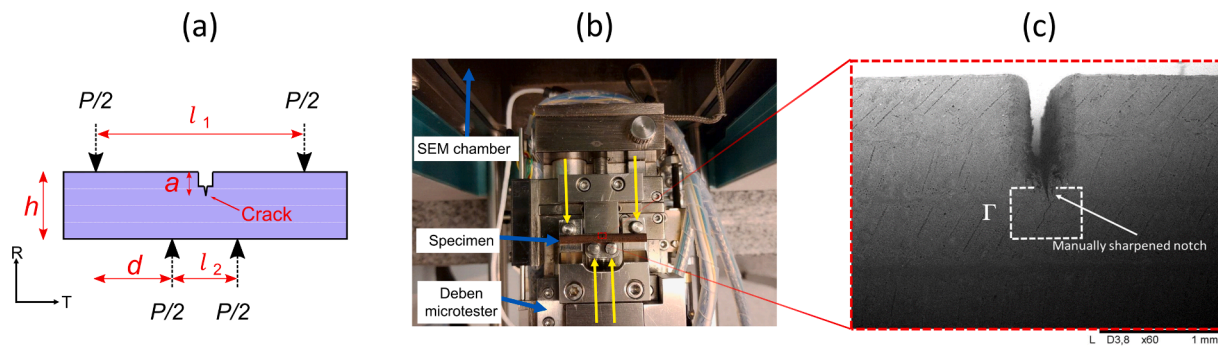 (a)
(b)
(c)
P/2
P/2
l 1
a
h
Crack
d
l 2
R
T
P/2
P/2
SEM chamber
Specimen
Deben
microtester
Γ
Manually sharpened notch
L D3,8 x60 1 mm